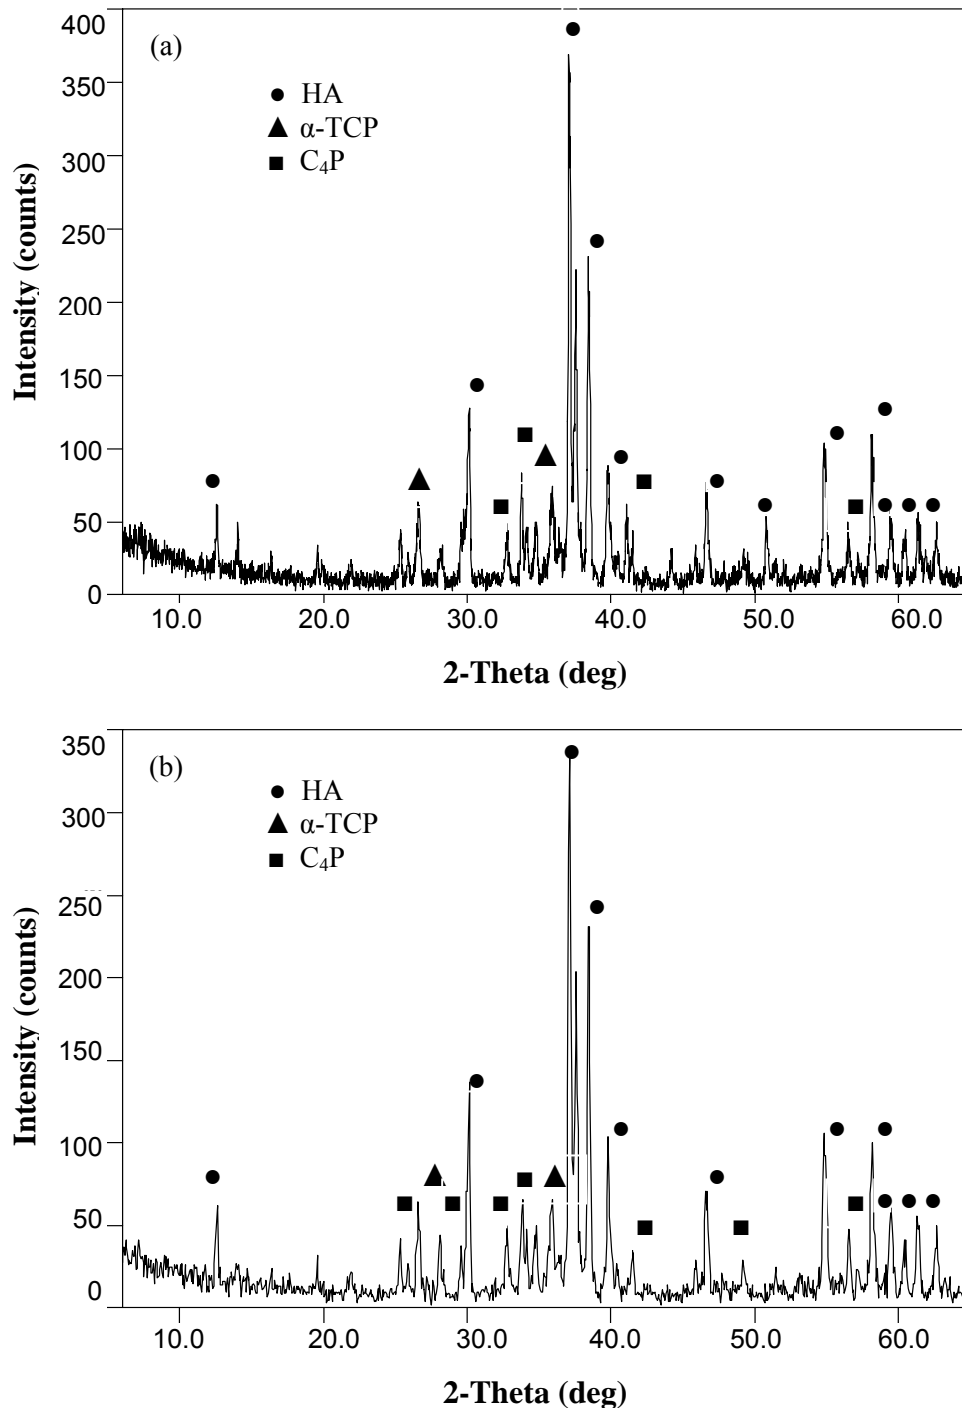 400
(a)
● HA
350
▲ α-TCP
■ C₄P
300
250
200
150
100
50
0
Intensity (counts)
10.0 20.0 30.0 40.0 50.0 60.0
2-Theta (deg)
350
(b)
● HA
300
▲ α-TCP
■ C₄P
250
200
150
100
50
0
Intensity (counts)
10.0 20.0 30.0 40.0 50.0 60.0
2-Theta (deg)